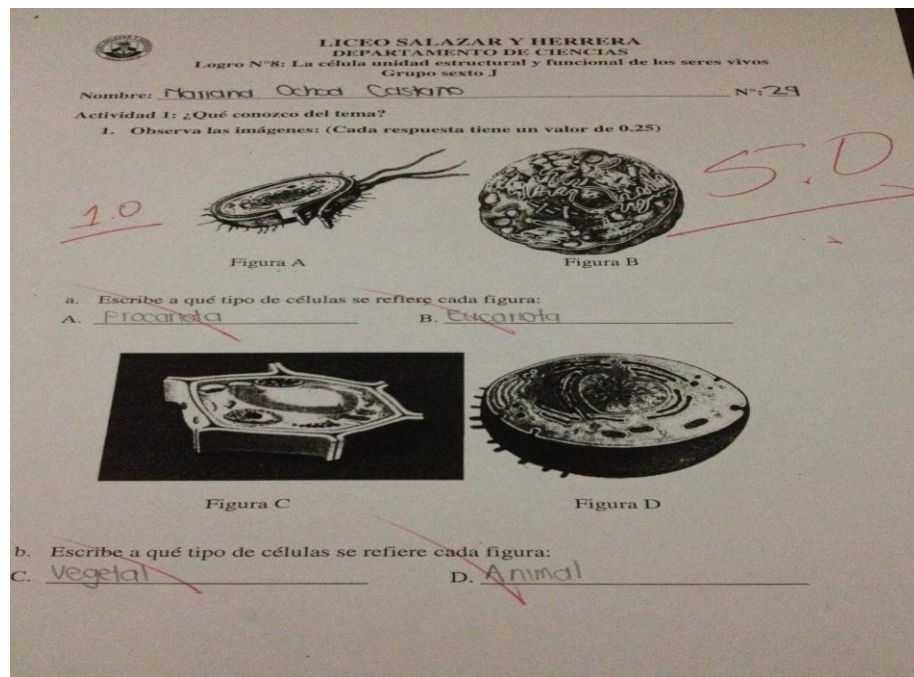 LICEO SALAZAR Y HERRERA
DEPARTAMENTO DE CIENCIAS
Logro N°8: La célula unidad estructural y funcional de los seres vivos
Grupo sexto J
Nombre: Mariana Ochoa Castaño N°: 29
Actividad 1: ¿Qué conozco del tema?
1. Observa las imágenes: (Cada respuesta tiene un valor de 0.25)
1.0
5.0
Figura A Figura B
a. Escribe a qué tipo de células se refiere cada figura:
A. Procariota B. Eucariota
Figura C Figura D
b. Escribe a qué tipo de células se refiere cada figura:
C. Vegetal D. Animal